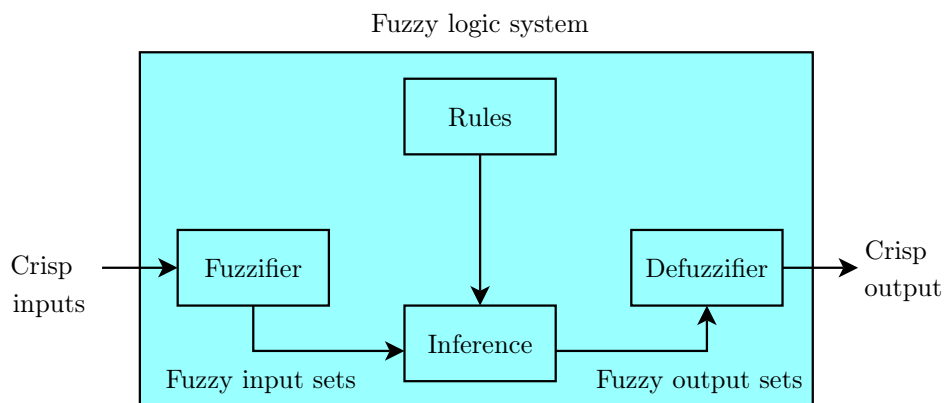 Fuzzy logic system
Rules
Crisp
inputs
Fuzzifier
Defuzzifier
Crisp
output
Inference
Fuzzy input sets
Fuzzy output sets